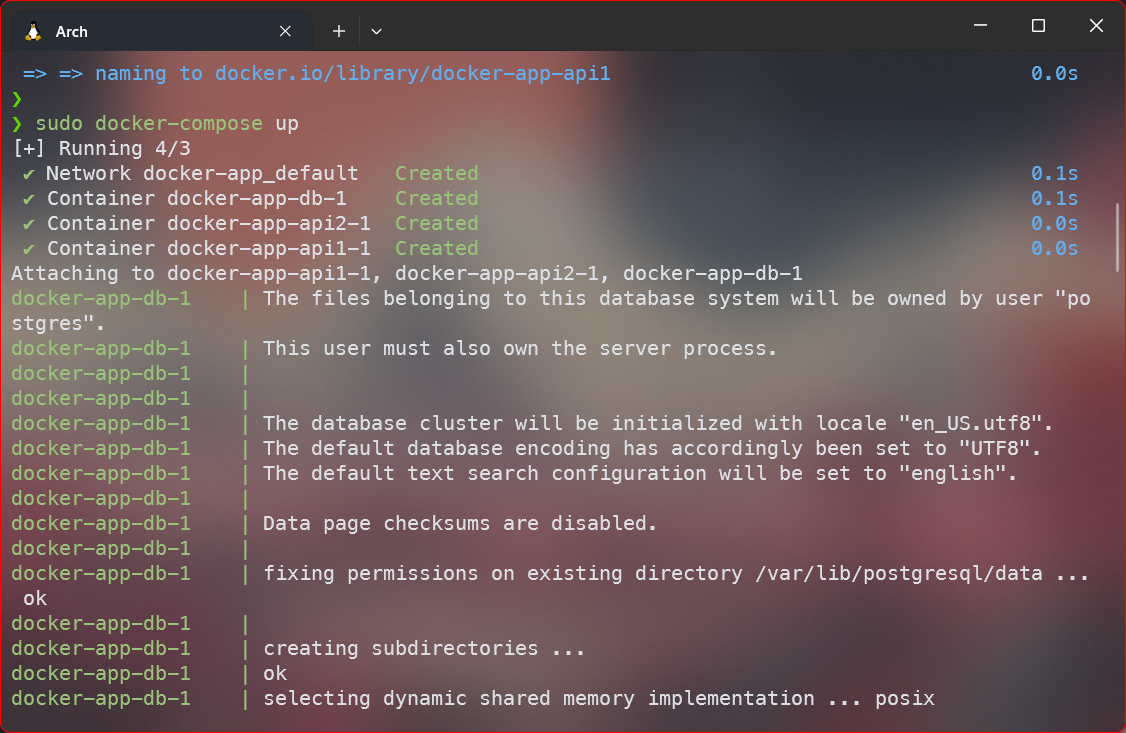 Arch
=> => naming to docker.io/library/docker-app-api1 0.0s
❯
❯ sudo docker-compose up
[+] Running 4/3
✔ Network docker-app_default Created 0.1s
✔ Container docker-app-db-1 Created 0.1s
✔ Container docker-app-api2-1 Created 0.0s
✔ Container docker-app-api1-1 Created 0.0s
Attaching to docker-app-api1-1, docker-app-api2-1, docker-app-db-1
docker-app-db-1 | The files belonging to this database system will be owned by user "po
stgres".
docker-app-db-1 | This user must also own the server process.
docker-app-db-1 |
docker-app-db-1 |
docker-app-db-1 | The database cluster will be initialized with locale "en_US.utf8".
docker-app-db-1 | The default database encoding has accordingly been set to "UTF8".
docker-app-db-1 | The default text search configuration will be set to "english".
docker-app-db-1 |
docker-app-db-1 | Data page checksums are disabled.
docker-app-db-1 |
docker-app-db-1 | fixing permissions on existing directory /var/lib/postgresql/data ...
ok
docker-app-db-1 |
docker-app-db-1 | creating subdirectories ...
docker-app-db-1 | ok
docker-app-db-1 | selecting dynamic shared memory implementation ... posix